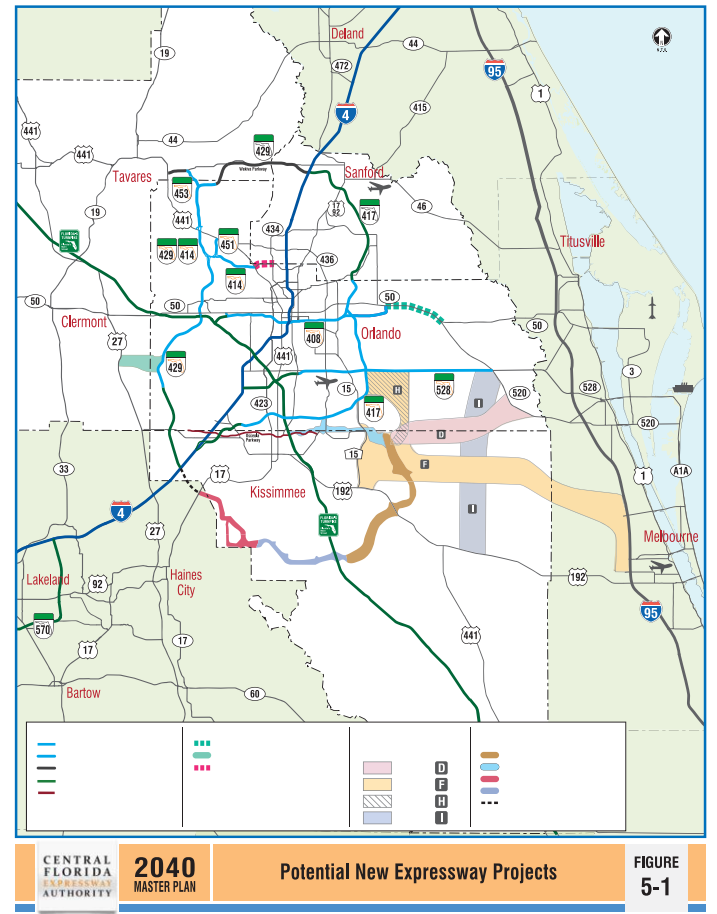 Deland
44
19
472
95
1
4
415
441
441
44
429
Wekiva Parkway
Tavares
Sanford
453
46
19
441
17
92
417
434
Titusville
429
414
451
436
414
50
50
50
Clermont
408
Orlando
50
27
441
3
429
15
H
528
I
528
423
417
520
520
D
Osceola
Parkway
15
F
33
17
1
A1A
Kissimmee
192
I
4
27
Melbourne
Lakeland
92
Haines
City
192
95
570
441
17
17
Bartow
60
D
F
H
I
CENTRAL
FLORIDA
EXPRESSWAY
AUTHORITY
2040
MASTER PLAN
Potential New Expressway Projects
FIGURE
5-1